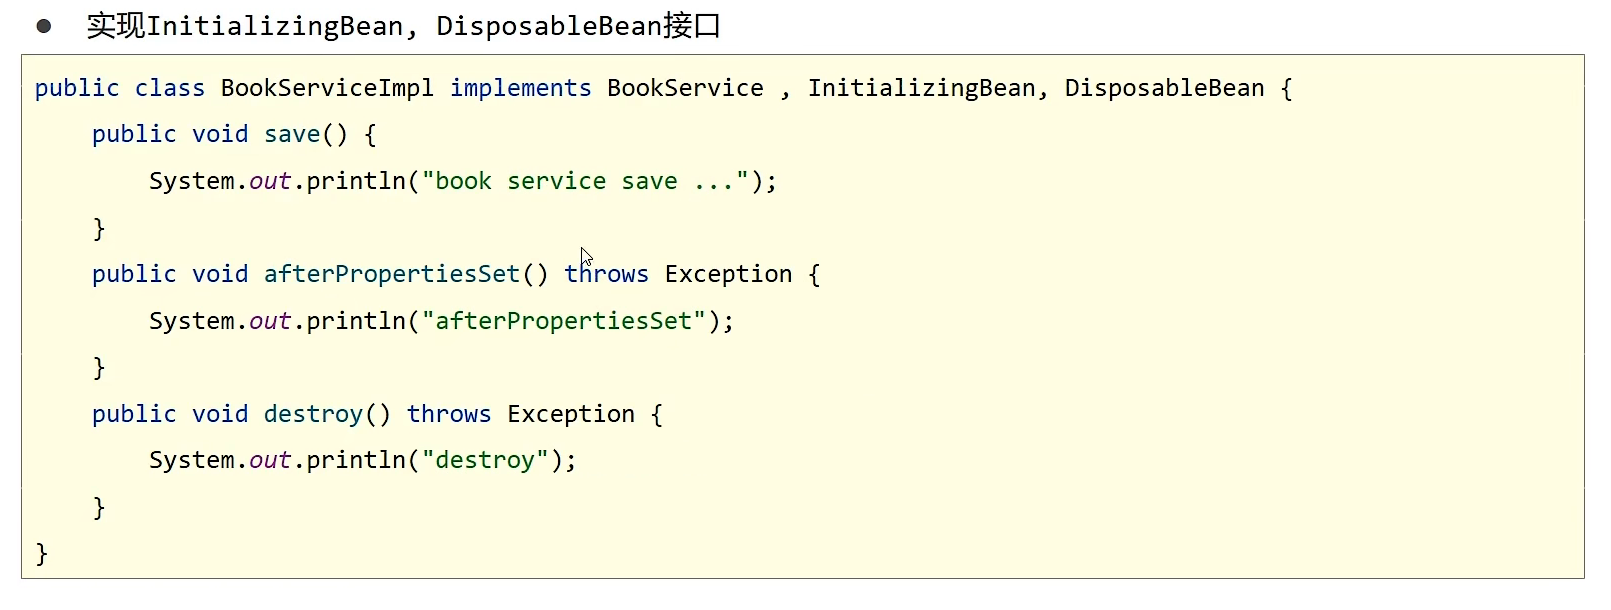 ● 实现InitializingBean, DisposableBean接口
public class BookServiceImpl implements BookService , InitializingBean, DisposableBean {
    public void save() {
        System.out.println("book service save ...");
    }
    public void afterPropertiesSet() throws Exception {
        System.out.println("afterPropertiesSet");
    }
    public void destroy() throws Exception {
        System.out.println("destroy");
    }
}